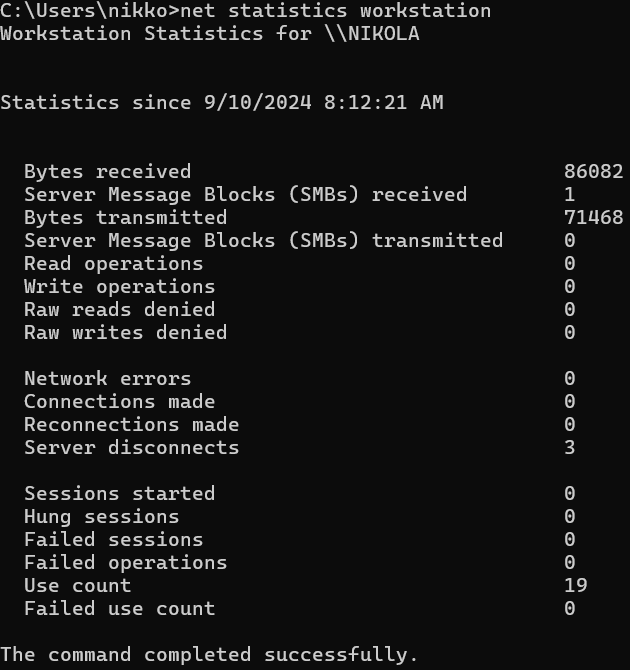 C:\Users\nikko>net statistics workstation
Workstation Statistics for \\NIKOLA
Statistics since 9/10/2024 8:12:21 AM
Bytes received 86082
Server Message Blocks (SMBs) received 1
Bytes transmitted 71468
Server Message Blocks (SMBs) transmitted 0
Read operations 0
Write operations 0
Raw reads denied 0
Raw writes denied 0
Network errors 0
Connections made 0
Reconnections made 0
Server disconnects 3
Sessions started 0
Hung sessions 0
Failed sessions 0
Failed operations 0
Use count 19
Failed use count 0
The command completed successfully.